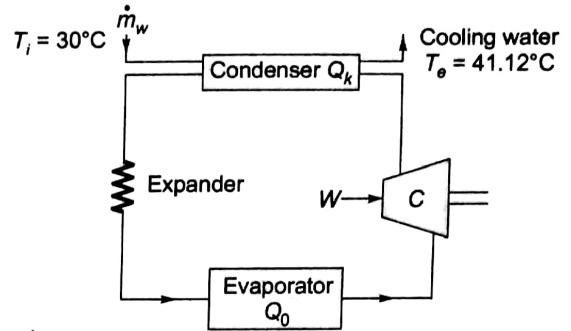 ṁ_w
T_i = 30°C
Cooling water
T_e = 41.12°C
Condenser Q_k
Expander
W
C
Evaporator
Q_0